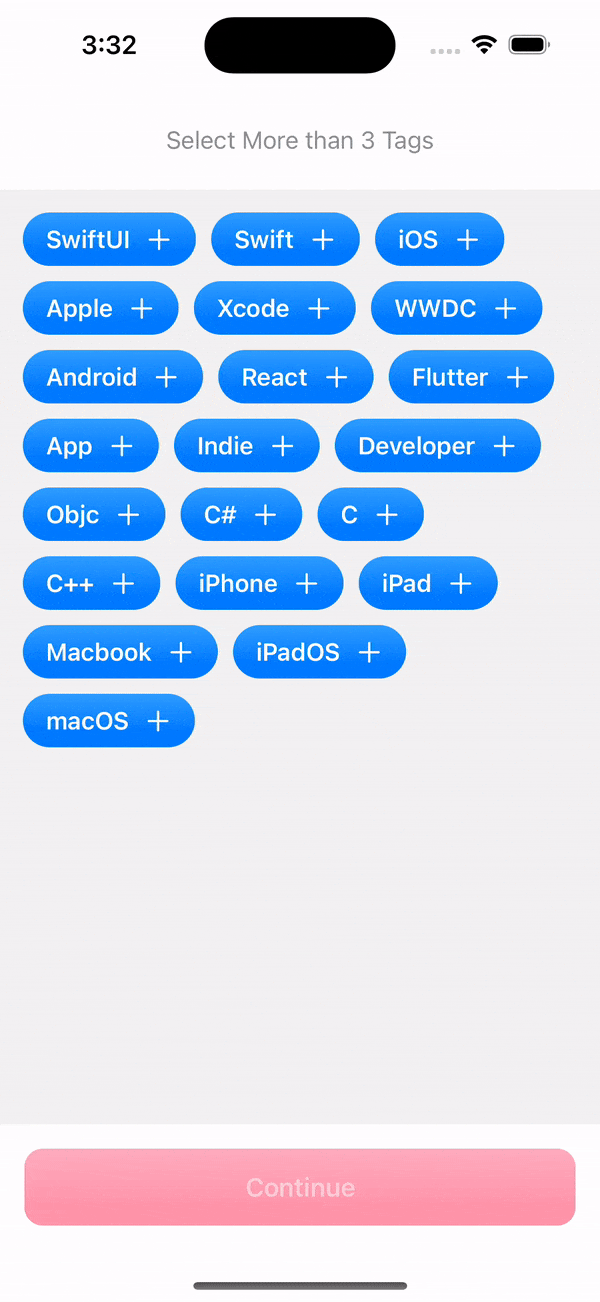 3:32
Select More than 3 Tags
SwiftUI + Swift + iOS +
Apple + Xcode + WWDC +
Android + React + Flutter +
App + Indie + Developer +
Objc + C# + C +
C++ + iPhone + iPad +
Macbook + iPadOS +
macOS +
Continue